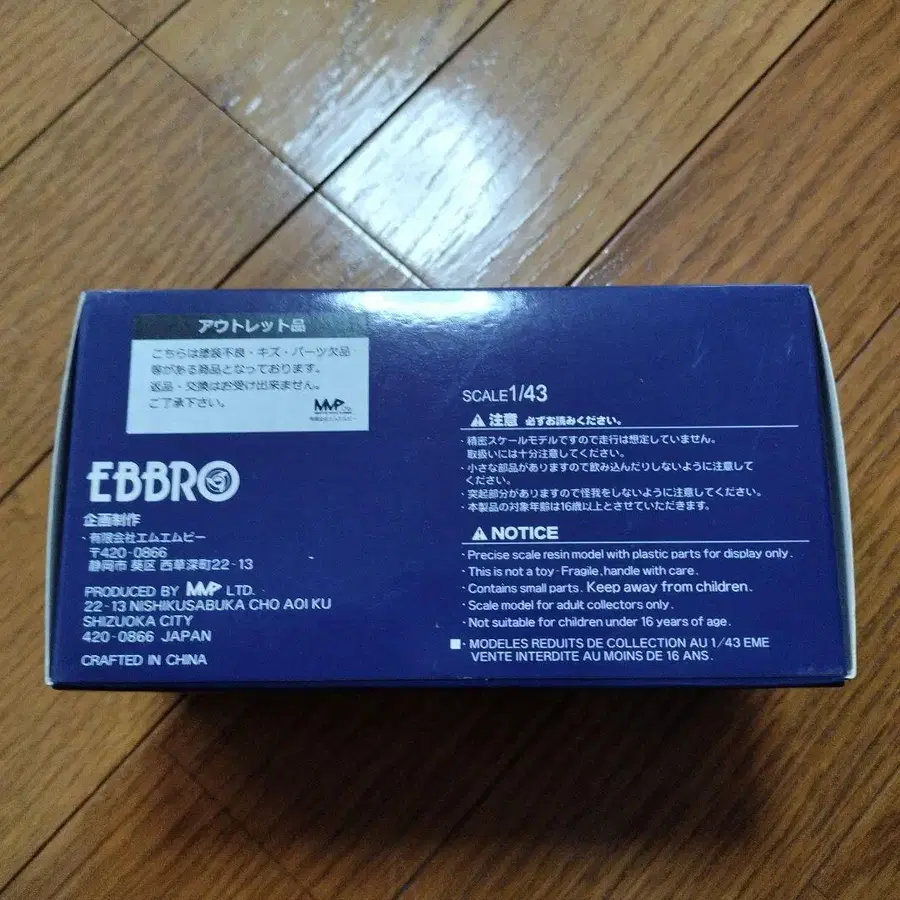 アウトレット品
こちらは塗装不良・キズ・パーツ欠品
等がある商品となっております。
返品・交換はお受け出来ません。
ご了承下さい。
MMP LTD.
有限会社エムエムピー
EBBRO
企画制作
・有限会社エムエムピー
〒420-0866
静岡市 葵区 西草深町22-13
PRODUCED BY MMP LTD.
22-13 NISHIKUSABUKA CHO AOI KU
SHIZUOKA CITY
420-0866 JAPAN
CRAFTED IN CHINA
SCALE1/43
注意 必ずお読みください。
・精密スケールモデルですので走行は想定していません。
取扱いには十分注意してください。
・小さな部品がありますので飲み込んだりしないように注意して
ください。
・突起部分がありますので怪我をしないように注意してください。
・本製品の対象年齢は16歳以上とさせていただきます。
NOTICE
・Precise scale resin model with plastic parts for display only.
・This is not a toy-Fragile, handle with care.
・Contains small parts. Keep away from children.
・Scale model for adult collectors only.
・Not suitable for children under 16 years of age.
■・MODELES REDUITS DE COLLECTION AU 1/43 EME
VENTE INTERDITE AU MOINS DE 16 ANS.